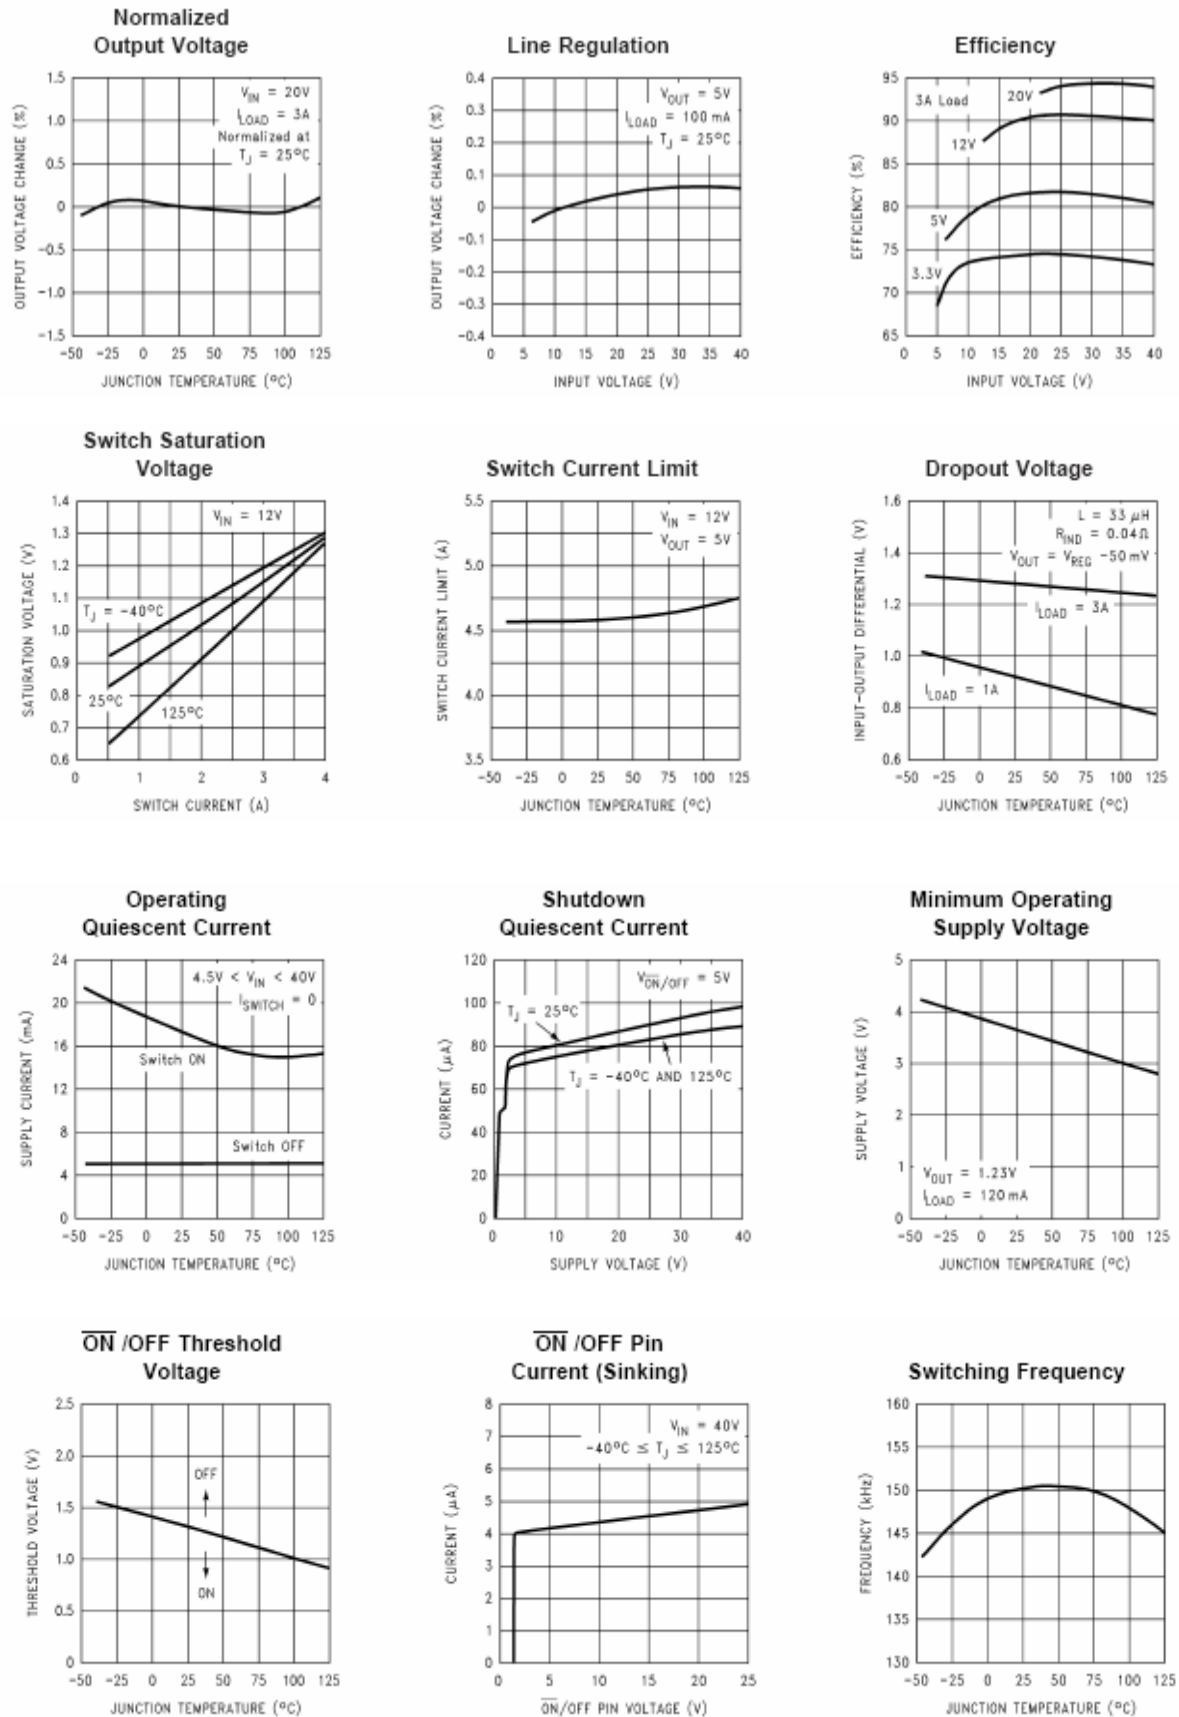 Normalized
Output Voltage
1.5
1.0
0.5
0
-0.5
-1.0
-1.5
OUTPUT VOLTAGE CHANGE (%)
V_IN = 20V
I_LOAD = 3A
Normalized at
T_J = 25ºC
-50 -25 0 25 50 75 100 125
JUNCTION TEMPERATURE (ºC)
Line Regulation
0.4
0.3
0.2
0.1
0
-0.1
-0.2
-0.3
-0.4
OUTPUT VOLTAGE CHANGE (%)
V_OUT = 5V
I_LOAD = 100 mA
T_J = 25ºC
0 5 10 15 20 25 30 35 40
INPUT VOLTAGE (V)
Efficiency
95
90
85
80
75
70
65
EFFICIENCY (%)
3A Load
20V
12V
5V
3.3V
0 5 10 15 20 25 30 35 40
INPUT VOLTAGE (V)
Switch Saturation
Voltage
1.4
1.3
1.2
1.1
1.0
0.9
0.8
0.7
0.6
SATURATION VOLTAGE (V)
V_IN = 12V
T_J = -40ºC
25ºC
125ºC
0 1 2 3 4
SWITCH CURRENT (A)
Switch Current Limit
5.5
5.0
4.5
4.0
3.5
SWITCH CURRENT LIMIT (A)
V_IN = 12V
V_OUT = 5V
-50 -25 0 25 50 75 100 125
JUNCTION TEMPERATURE (ºC)
Dropout Voltage
1.6
1.4
1.2
1.0
0.8
0.6
INPUT-OUTPUT DIFFERENTIAL (V)
L = 33 µH
R_IND = 0.04Ω
V_OUT = V_REG -50 mV
I_LOAD = 3A
I_LOAD = 1A
-50 -25 0 25 50 75 100 125
JUNCTION TEMPERATURE (ºC)
Operating
Quiescent Current
24
20
16
12
8
4
0
SUPPLY CURRENT (mA)
4.5V < V_IN < 40V
I_SWITCH = 0
Switch ON
Switch OFF
-50 -25 0 25 50 75 100 125
JUNCTION TEMPERATURE (ºC)
Shutdown
Quiescent Current
120
100
80
60
40
20
0
CURRENT (µA)
V_O̅N̅/OFF = 5V
T_J = 25ºC
T_J = -40ºC AND 125ºC
0 10 20 30 40
SUPPLY VOLTAGE (V)
Minimum Operating
Supply Voltage
5
4
3
2
1
0
SUPPLY VOLTAGE (V)
V_OUT = 1.23V
I_LOAD = 120 mA
-50 -25 0 25 50 75 100 125
JUNCTION TEMPERATURE (ºC)
O̅N̅ /OFF Threshold
Voltage
2.5
2.0
1.5
1.0
0.5
0
THRESHOLD VOLTAGE (V)
OFF
ON
-50 -25 0 25 50 75 100 125
JUNCTION TEMPERATURE (ºC)
O̅N̅ /OFF Pin
Current (Sinking)
8
7
6
5
4
3
2
1
0
CURRENT (µA)
V_IN = 40V
-40ºC ≤ T_J ≤ 125ºC
0 5 10 15 20 25
O̅N̅/OFF PIN VOLTAGE (V)
Switching Frequency
160
155
150
145
140
135
130
FREQUENCY (kHz)
-50 -25 0 25 50 75 100 125
JUNCTION TEMPERATURE (ºC)